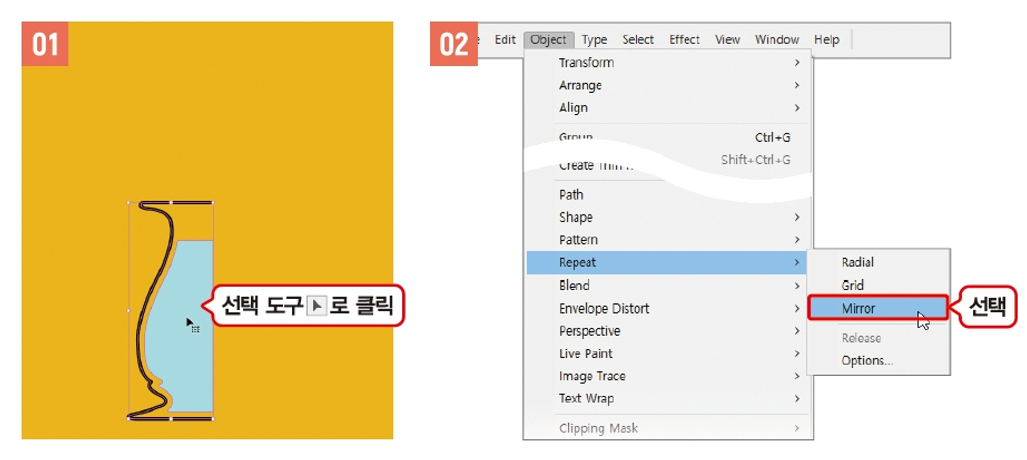 01
선택 도구 로 클릭
02
Edit Object Type Select Effect View Window Help
Transform
Arrange
Align
Group Ctrl+G
Shift+Ctrl+G
Path
Shape
Pattern
Repeat
Blend
Envelope Distort
Perspective
Live Paint
Image Trace
Text Wrap
Clipping Mask
Radial
Grid
Mirror
선택
Release
Options...